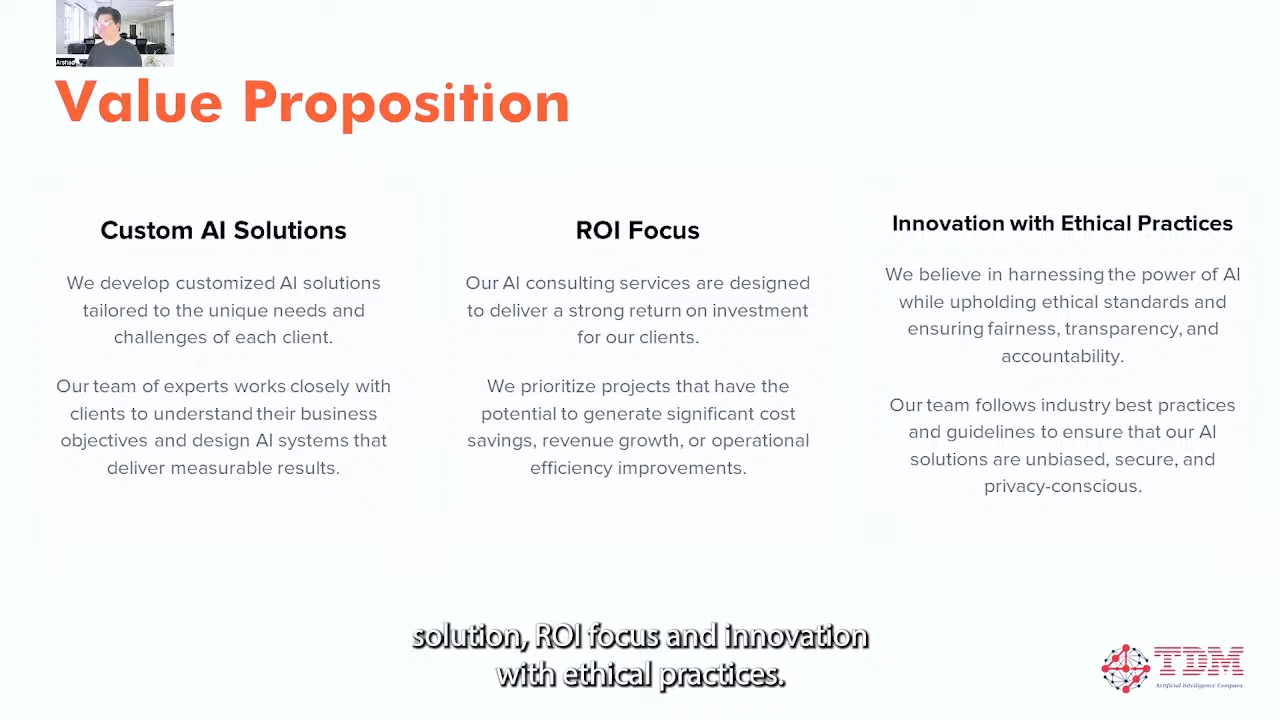 Arshad
Value Proposition
Custom AI Solutions
We develop customized AI solutions
tailored to the unique needs and
challenges of each client.
Our team of experts works closely with
clients to understand their business
objectives and design AI systems that
deliver measurable results.
ROI Focus
Our AI consulting services are designed
to deliver a strong return on investment
for our clients.
We prioritize projects that have the
potential to generate significant cost
savings, revenue growth, or operational
efficiency improvements.
Innovation with Ethical Practices
We believe in harnessing the power of AI
while upholding ethical standards and
ensuring fairness, transparency, and
accountability.
Our team follows industry best practices
and guidelines to ensure that our AI
solutions are unbiased, secure, and
privacy-conscious.
solution, ROI focus and innovation
with ethical practices.
TDM
Artificial Intelligence Company